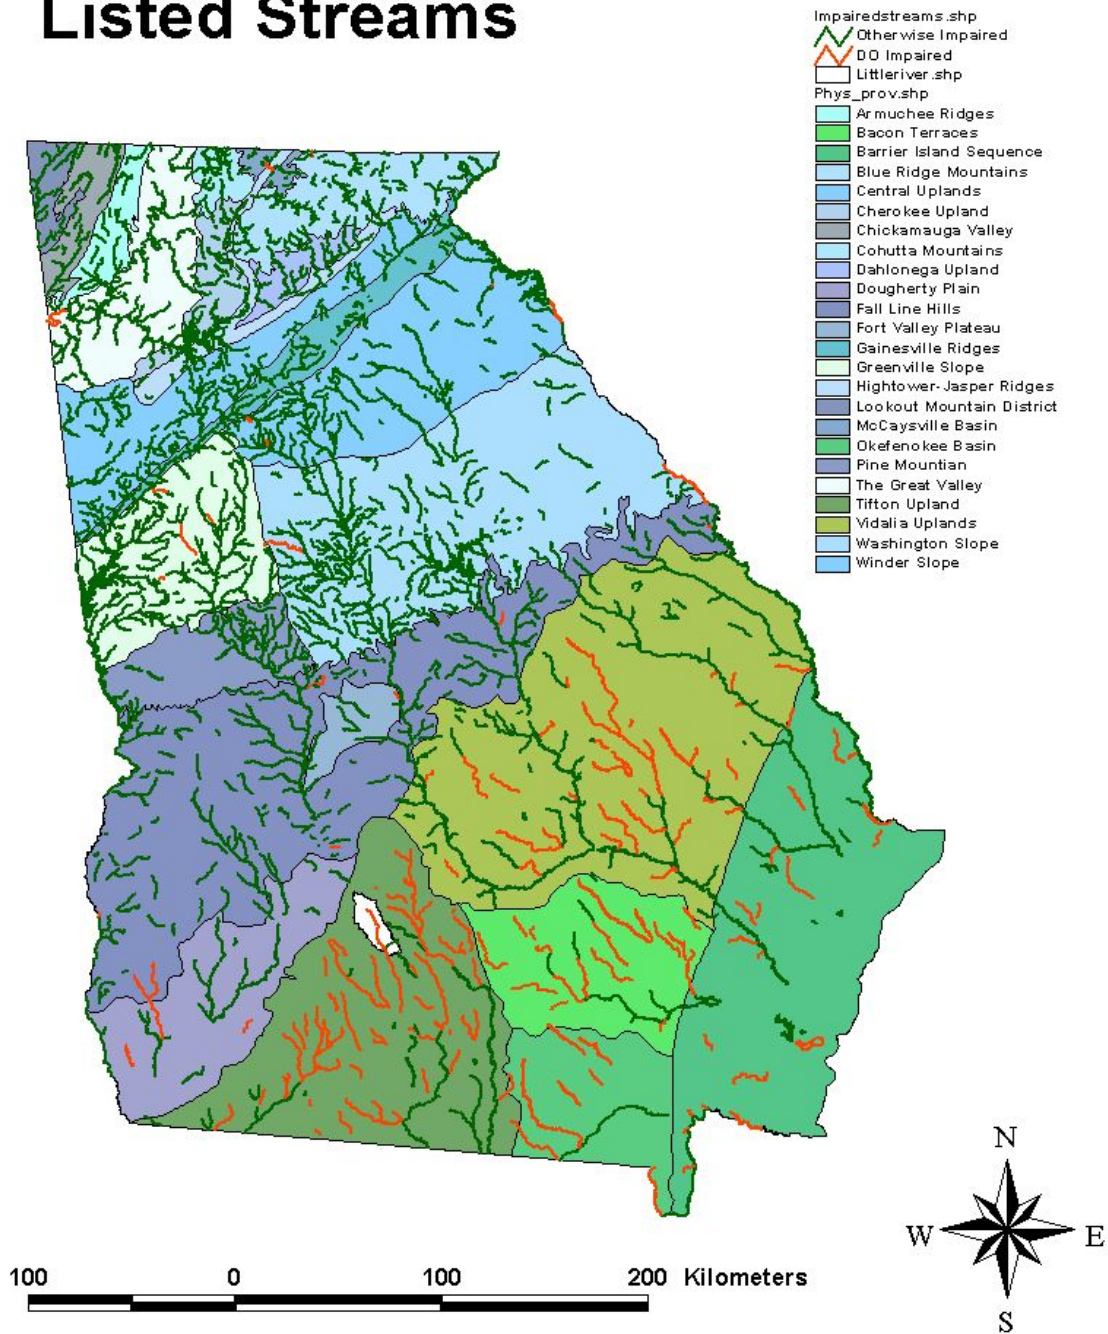 Listed Streams
Impairedstreams.shp
Otherwise Impaired
DO Impaired
Littleriver.shp
Phys_prov.shp
Armuchee Ridges
Bacon Terraces
Barrier Island Sequence
Blue Ridge Mountains
Central Uplands
Cherokee Upland
Chickamauga Valley
Cohutta Mountains
Dahlonega Upland
Dougherty Plain
Fall Line Hills
Fort Valley Plateau
Gainesville Ridges
Greenville Slope
Hightower-Jasper Ridges
Lookout Mountain District
McCaysville Basin
Okefenokee Basin
Pine Mountian
The Great Valley
Tifton Upland
Vidalia Uplands
Washington Slope
Winder Slope
N
W E
S
100 0 100 200 Kilometers